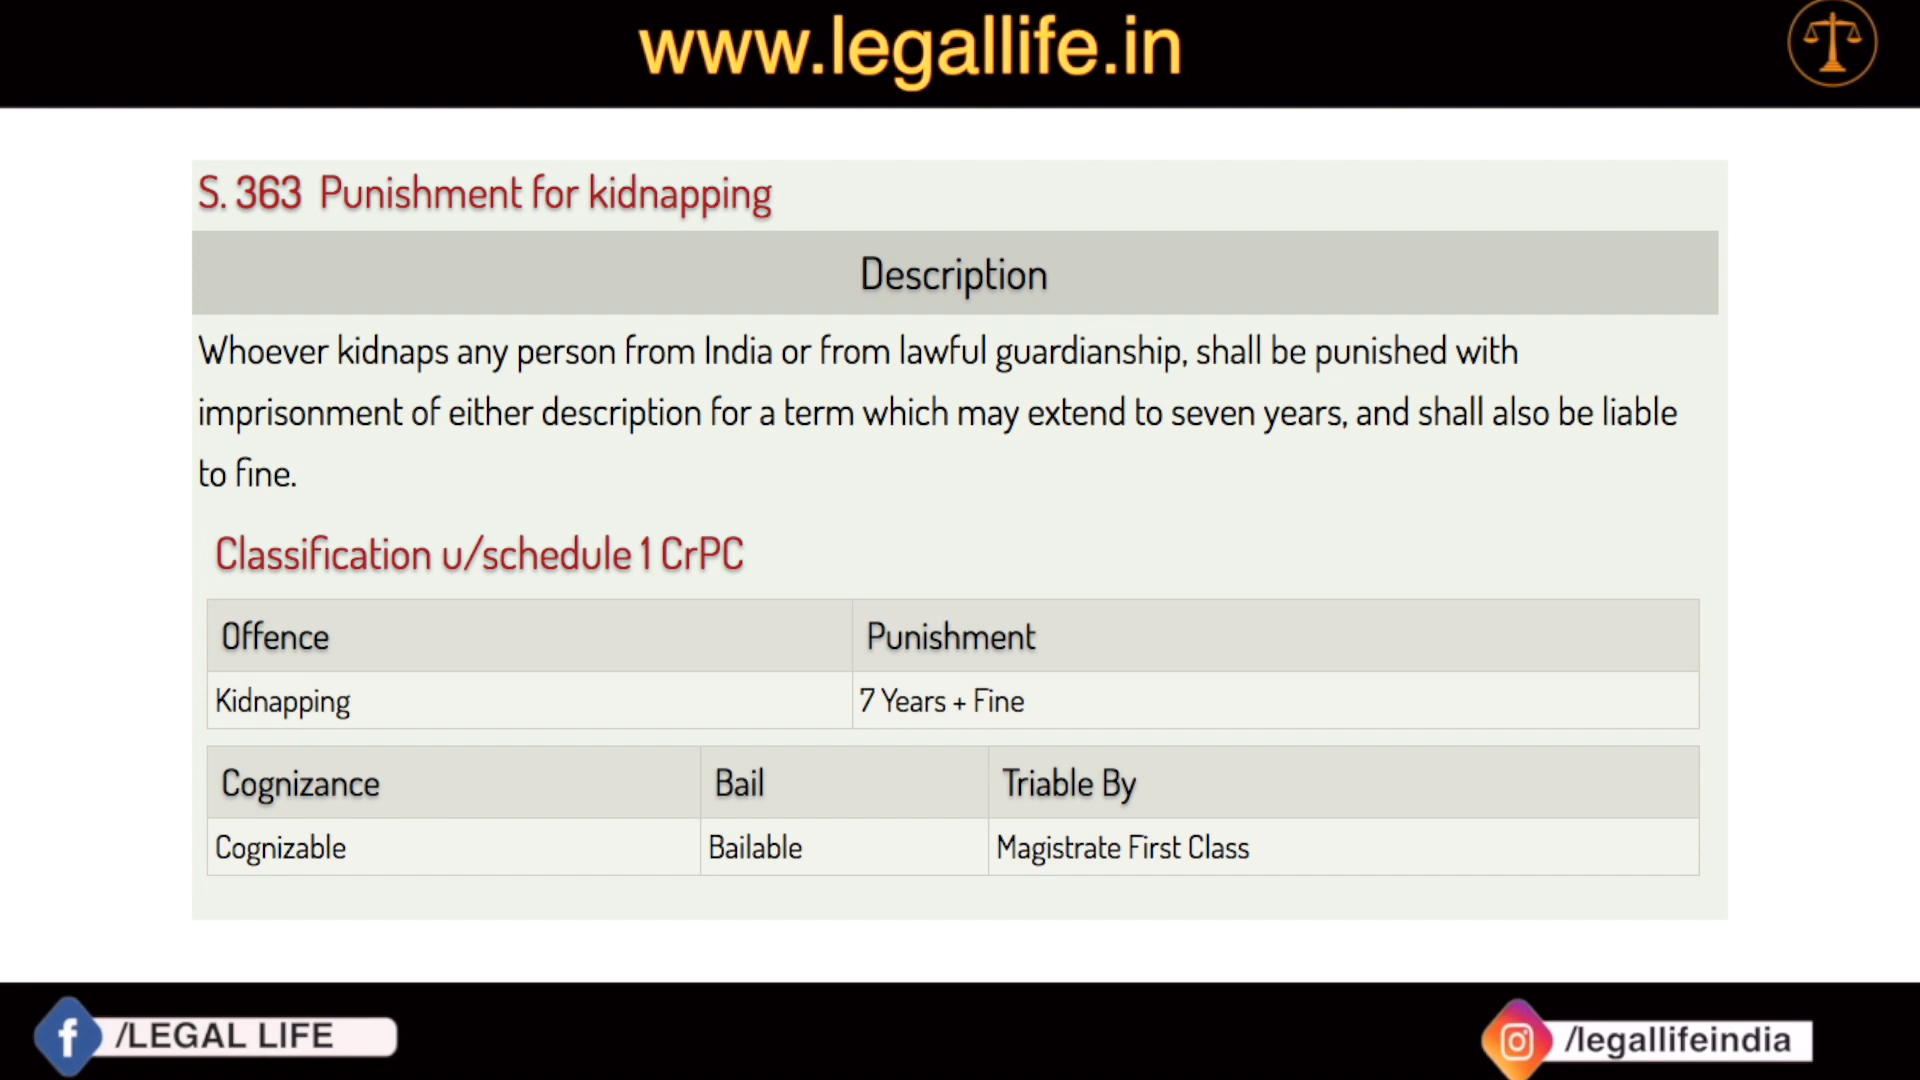 www.legallife.in
S. 363 Punishment for kidnapping
Description
Whoever kidnaps any person from India or from lawful guardianship, shall be punished with
imprisonment of either description for a term which may extend to seven years, and shall also be liable
to fine.
Classification u/schedule 1 CrPC
Offence Punishment
Kidnapping 7 Years + Fine
Cognizance Bail Triable By
Cognizable Bailable Magistrate First Class
/LEGAL LIFE /legallifeindia